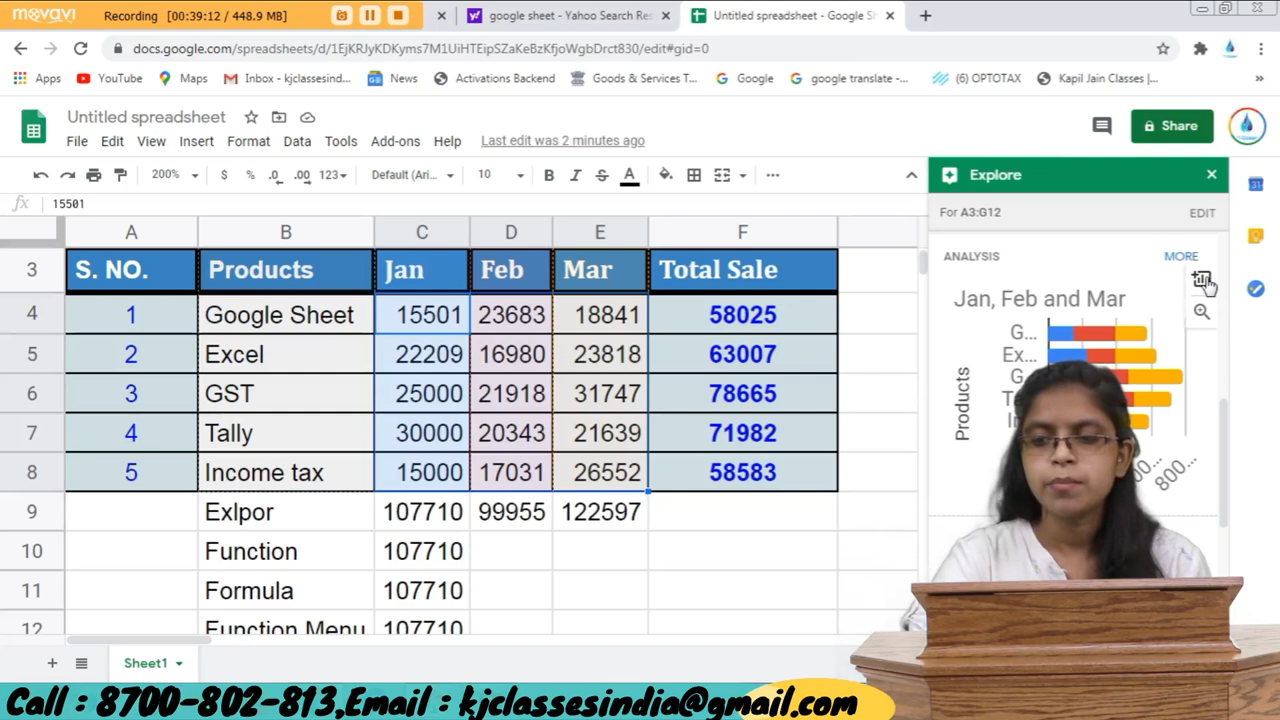 movavi
Recording ( 00:39:12 / 448.9 MB )
google sheet - Yahoo Search Res
Untitled spreadsheet - Google S
docs.google.com/spreadsheets/d/1EjKRJyKDKyms7M1UiHTEipSZaKeBzKfjoWgbDrct830/edit#gid=0
Apps YouTube Maps Inbox - kjclassesind... News Activations Backend Goods & Services T... Google google translate -... (6) OPTOTAX Kapil Jain Classes |... »
Untitled spreadsheet
File Edit View Insert Format Data Tools Add-ons Help Last edit was 2 minutes ago
Share
200% $ % .0 .00 123 Default (Ari... 10 B I S A
Explore
fx 15501
For A3:G12 EDIT
A B C D E F
3 S. NO. Products Jan Feb Mar Total Sale
4 1 Google Sheet 15501 23683 18841 58025
5 2 Excel 22209 16980 23818 63007
6 3 GST 25000 21918 31747 78665
7 4 Tally 30000 20343 21639 71982
8 5 Income tax 15000 17031 26552 58583
9 Exlpor 107710 99955 122597
10 Function 107710
11 Formula 107710
12 Function Menu 107710
ANALYSIS MORE
Jan, Feb and Mar
G...
Ex...
Products
800...
Sheet1
Call : 8700-802-813,Email : kjclassesindia@gmail.com